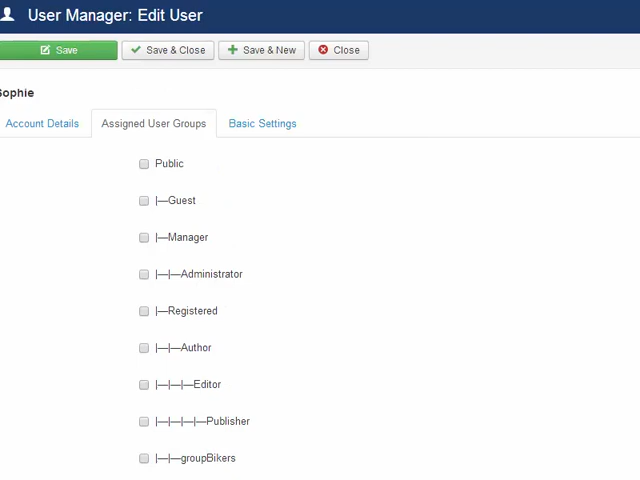 User Manager: Edit User
Save Save & Close Save & New Close
Sophie
Account Details Assigned User Groups Basic Settings
Public
|—Guest
|—Manager
|—|—Administrator
|—Registered
|—|—Author
|—|—|—Editor
|—|—|—|—Publisher
|—|—groupBikers